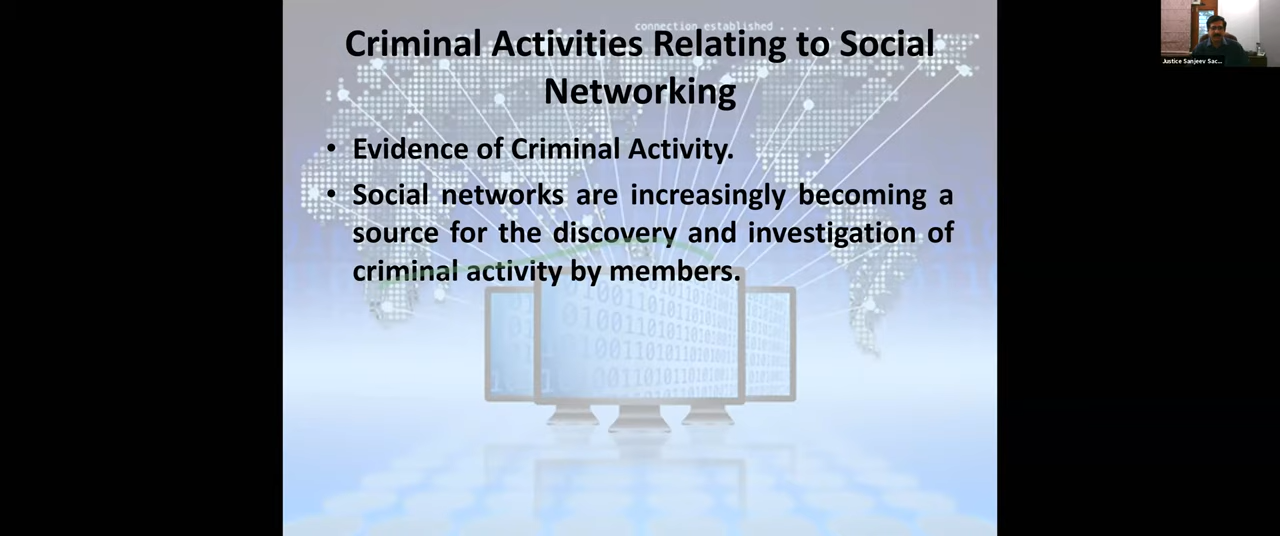 connection established . . . . .
Criminal Activities Relating to Social
Networking
• Evidence of Criminal Activity.
• Social networks are increasingly becoming a
source for the discovery and investigation of
criminal activity by members.
Justice Sanjeev Sac...